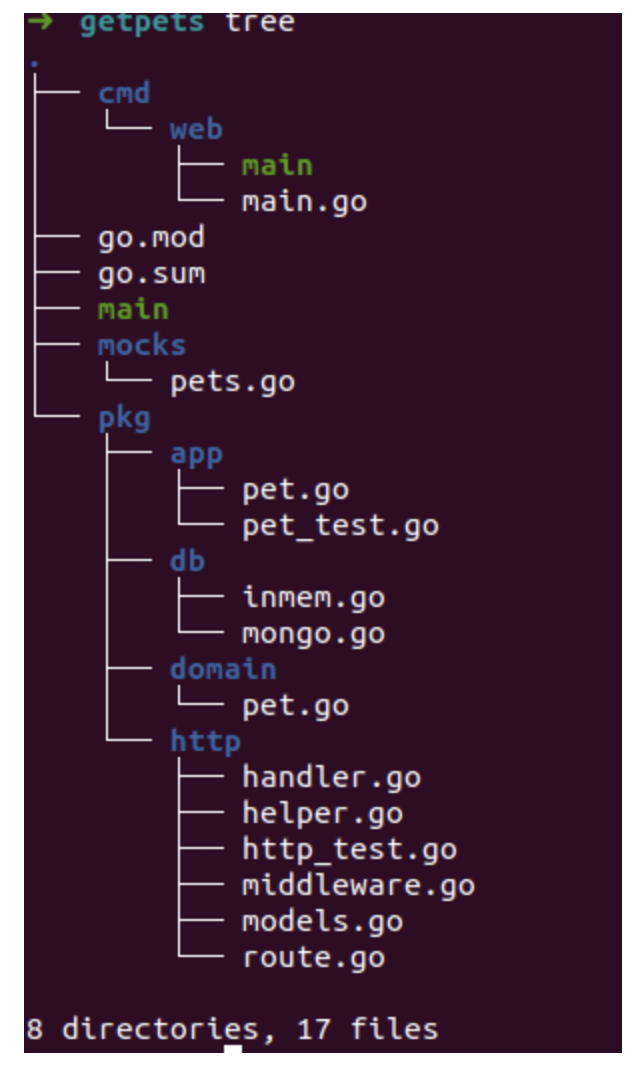 ➜ getpets tree
.
├── cmd
│   └── web
│       ├── main
│       └── main.go
├── go.mod
├── go.sum
├── main
├── mocks
│   └── pets.go
└── pkg
    ├── app
    │   ├── pet.go
    │   └── pet_test.go
    ├── db
    │   ├── inmem.go
    │   └── mongo.go
    ├── domain
    │   └── pet.go
    └── http
        ├── handler.go
        ├── helper.go
        ├── http_test.go
        ├── middleware.go
        ├── models.go
        └── route.go
8 directories, 17 files